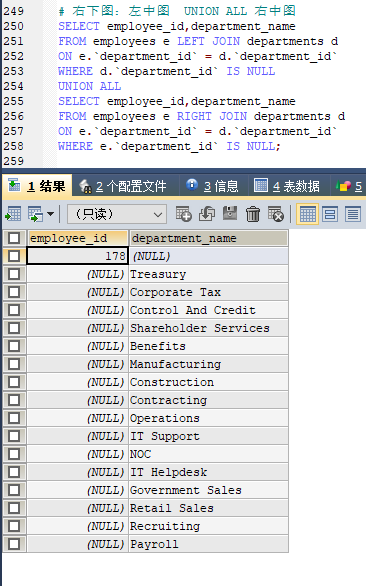 249 # 右下图：左中图 UNION ALL 右中图
250 SELECT employee_id,department_name
251 FROM employees e LEFT JOIN departments d
252 ON e.`department_id` = d.`department_id`
253 WHERE d.`department_id` IS NULL
254 UNION ALL
255 SELECT employee_id,department_name
256 FROM employees e RIGHT JOIN departments d
257 ON e.`department_id` = d.`department_id`
258 WHERE e.`department_id` IS NULL;
259
1 结果 2 个配置文件 3 信息 4 表数据 5
（只读）
employee_id department_name
178 (NULL)
(NULL) Treasury
(NULL) Corporate Tax
(NULL) Control And Credit
(NULL) Shareholder Services
(NULL) Benefits
(NULL) Manufacturing
(NULL) Construction
(NULL) Contracting
(NULL) Operations
(NULL) IT Support
(NULL) NOC
(NULL) IT Helpdesk
(NULL) Government Sales
(NULL) Retail Sales
(NULL) Recruiting
(NULL) Payroll